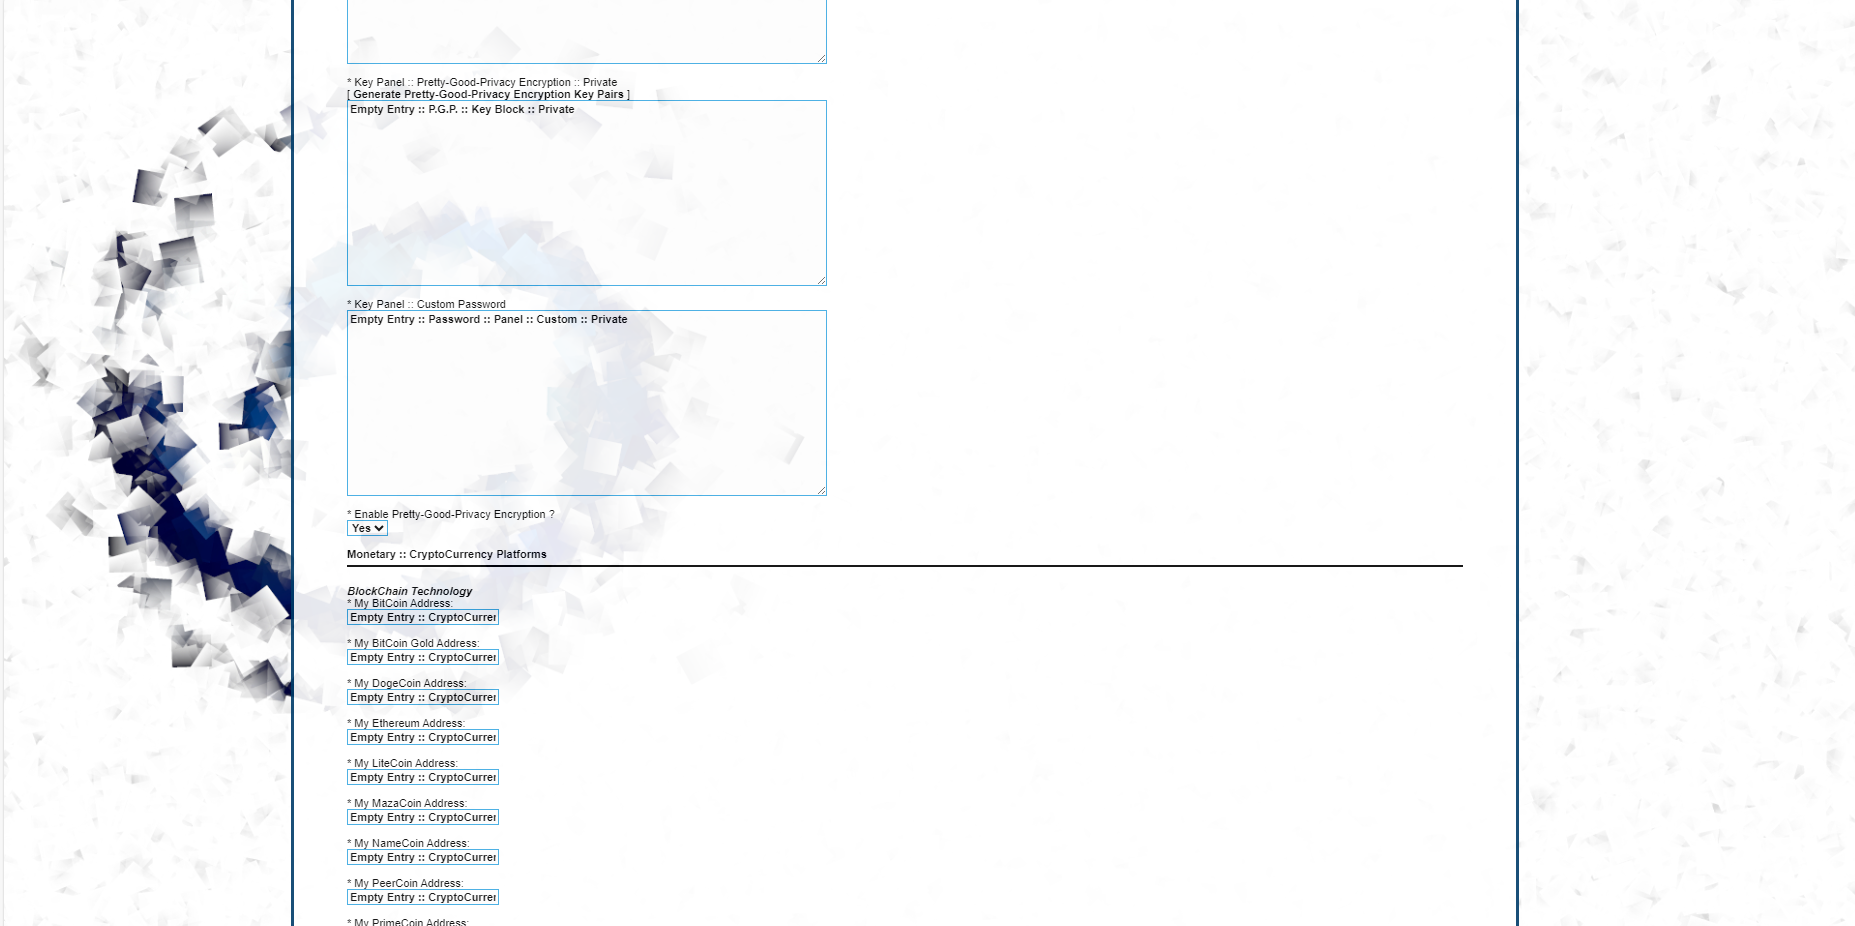 * Key Panel :: Pretty-Good-Privacy Encryption :: Private
[ Generate Pretty-Good-Privacy Encryption Key Pairs ]
Empty Entry :: P.G.P. :: Key Block :: Private
* Key Panel :: Custom Password
Empty Entry :: Password :: Panel :: Custom :: Private
* Enable Pretty-Good-Privacy Encryption ?
Yes
Monetary :: CryptoCurrency Platforms
BlockChain Technology
* My BitCoin Address:
Empty Entry :: CryptoCurrer
* My BitCoin Gold Address:
Empty Entry :: CryptoCurrer
* My DogeCoin Address:
Empty Entry :: CryptoCurrer
* My Ethereum Address:
Empty Entry :: CryptoCurrer
* My LiteCoin Address:
Empty Entry :: CryptoCurrer
* My MazaCoin Address:
Empty Entry :: CryptoCurrer
* My NameCoin Address:
Empty Entry :: CryptoCurrer
* My PeerCoin Address:
Empty Entry :: CryptoCurrer
* My PrimeCoin Address: